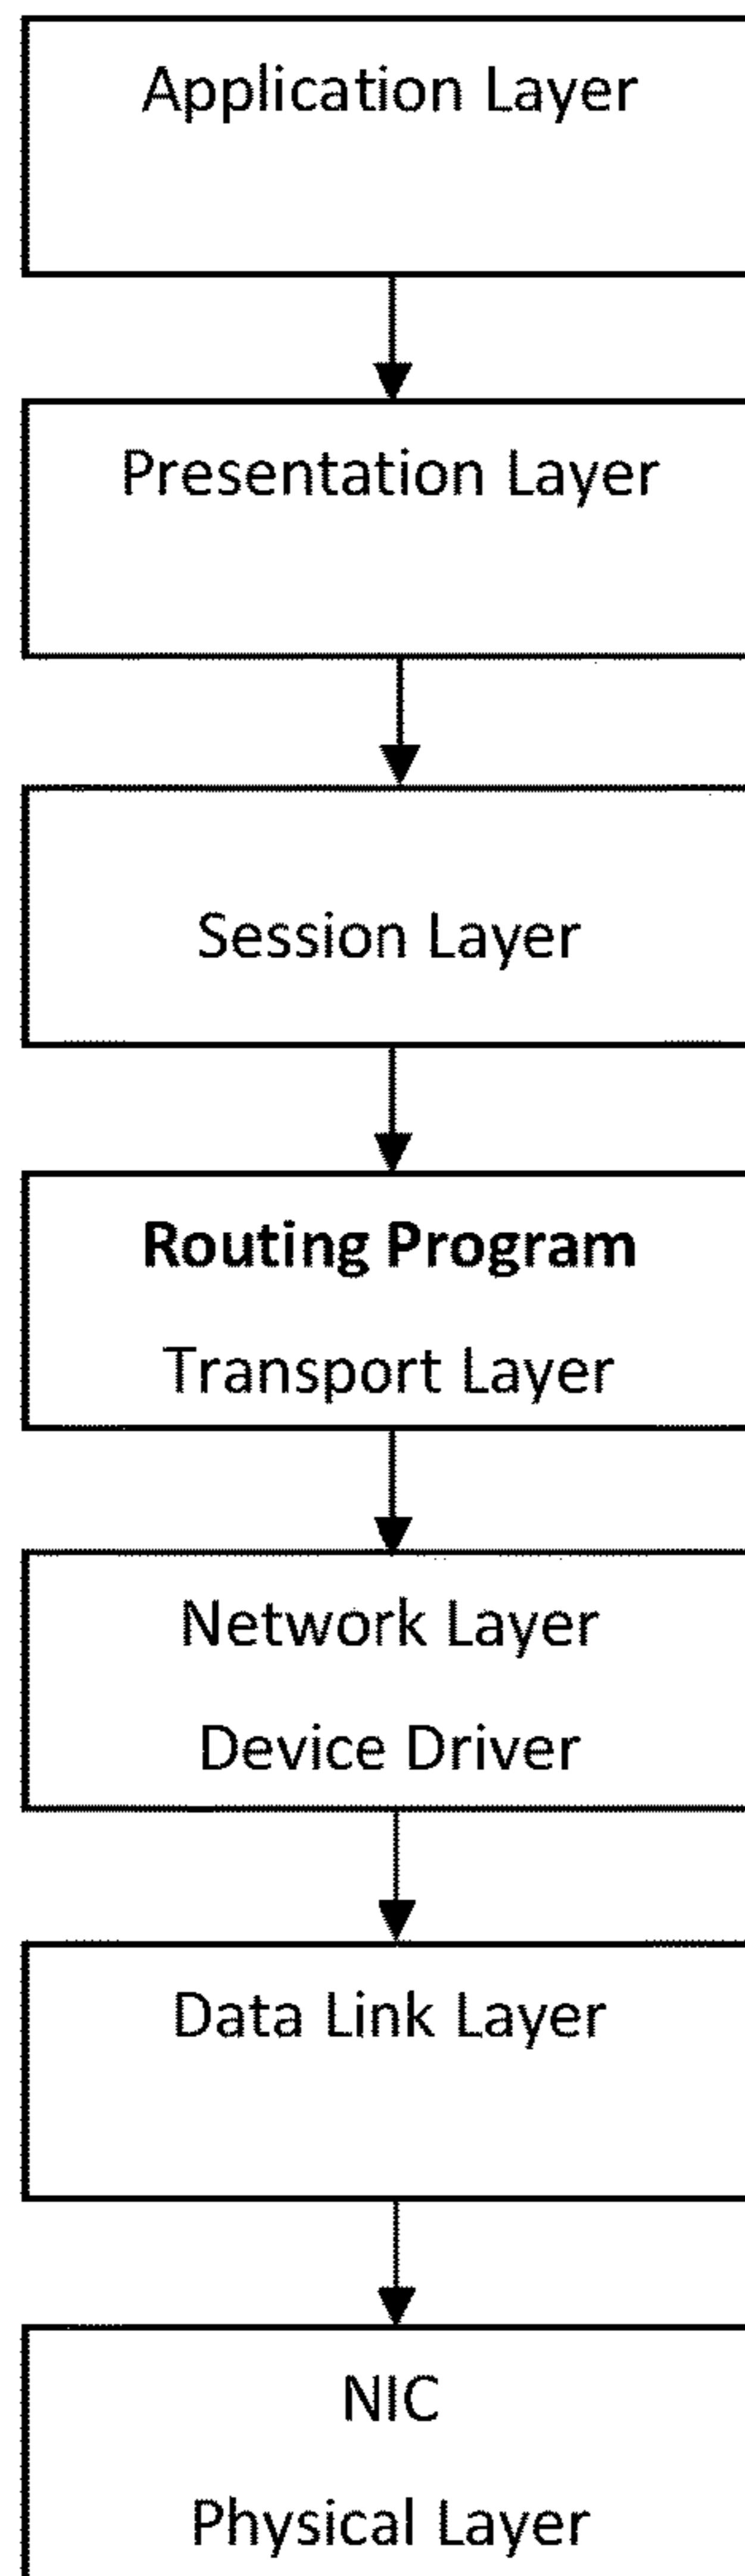 Application Layer
Presentation Layer
Session Layer
Routing Program
Transport Layer
Network Layer
Device Driver
Data Link Layer
NIC
Physical Layer